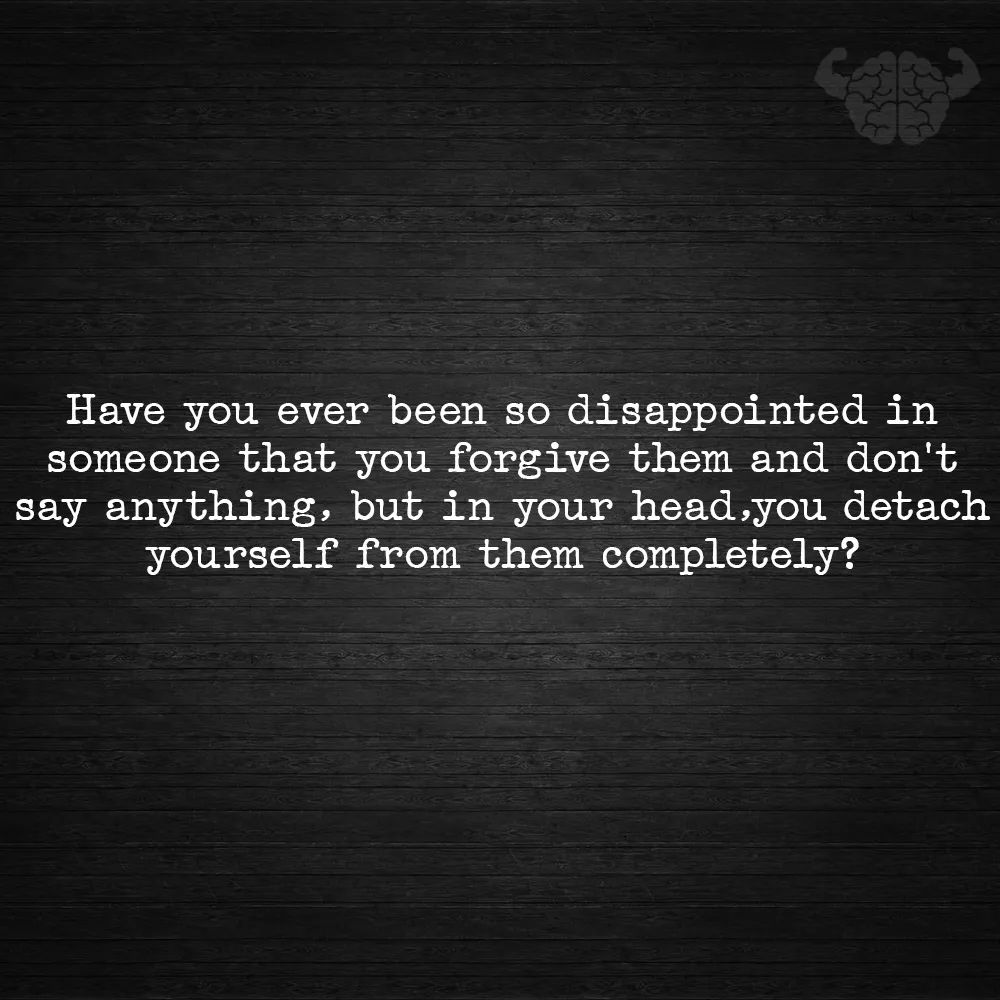 Have you ever been so disappointed in
someone that you forgive them and don't
say anything, but in your head,you detach
yourself from them completely?